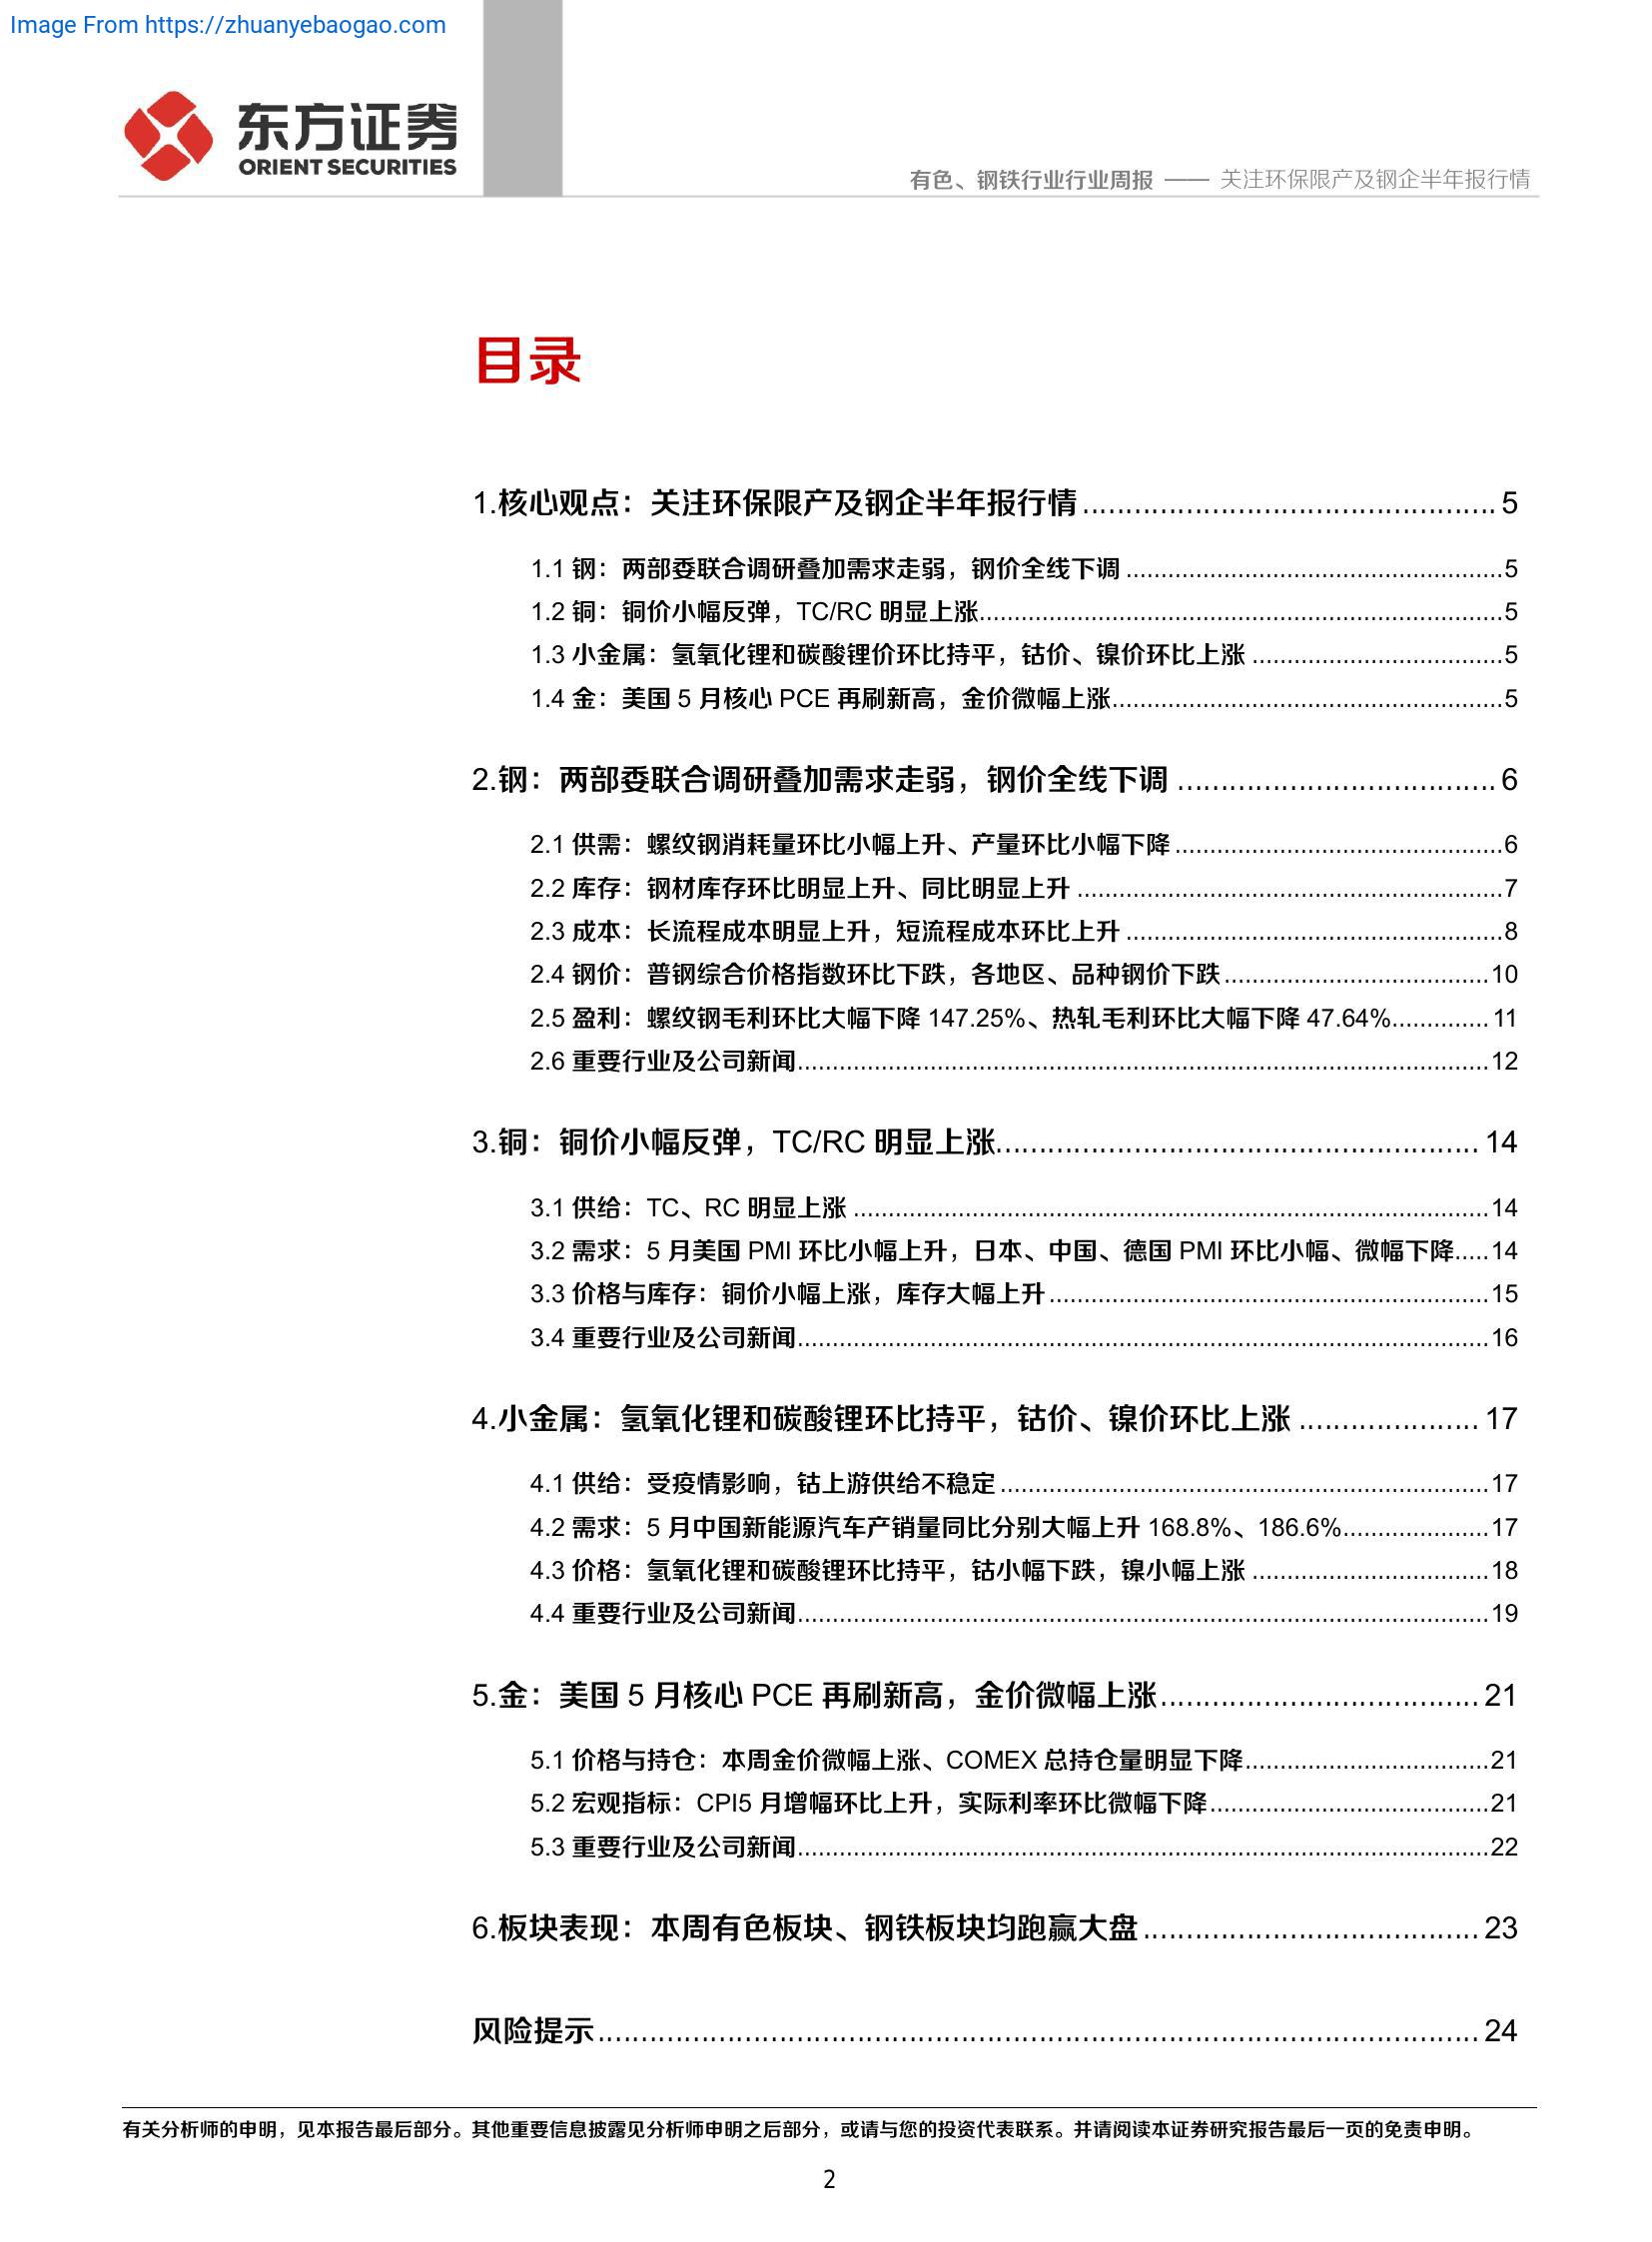 Image From https://zhuanyebaogao.com
东方证券
ORIENT SECURITIES
有色、钢铁行业行业周报 —— 关注环保限产及钢企半年报行情
目录
1.核心观点：关注环保限产及钢企半年报行情................................................ 5
1.1 钢：两部委联合调研叠加需求走弱，钢价全线下调 ......................................................5
1.2 铜：铜价小幅反弹，TC/RC 明显上涨...........................................................................5
1.3 小金属：氢氧化锂和碳酸锂价环比持平，钴价、镍价环比上涨 ....................................5
1.4 金：美国 5 月核心 PCE 再刷新高，金价微幅上涨........................................................5
2.钢：两部委联合调研叠加需求走弱，钢价全线下调 ..................................... 6
2.1 供需：螺纹钢消耗量环比小幅上升、产量环比小幅下降...............................................6
2.2 库存：钢材库存环比明显上升、同比明显上升 .............................................................7
2.3 成本：长流程成本明显上升，短流程成本环比上升 ......................................................8
2.4 钢价：普钢综合价格指数环比下跌，各地区、品种钢价下跌......................................10
2.5 盈利：螺纹钢毛利环比大幅下降 147.25%、热轧毛利环比大幅下降 47.64%..............11
2.6 重要行业及公司新闻...................................................................................................12
3.铜：铜价小幅反弹，TC/RC 明显上涨........................................................ 14
3.1 供给：TC、RC 明显上涨 ...........................................................................................14
3.2 需求：5 月美国 PMI 环比小幅上升，日本、中国、德国 PMI 环比小幅、微幅下降.....14
3.3 价格与库存：铜价小幅上涨，库存大幅上升...............................................................15
3.4 重要行业及公司新闻...................................................................................................16
4.小金属：氢氧化锂和碳酸锂环比持平，钴价、镍价环比上涨 ..................... 17
4.1 供给：受疫情影响，钴上游供给不稳定 ......................................................................17
4.2 需求：5 月中国新能源汽车产销量同比分别大幅上升 168.8%、186.6%.....................17
4.3 价格：氢氧化锂和碳酸锂环比持平，钴小幅下跌，镍小幅上涨 ..................................18
4.4 重要行业及公司新闻...................................................................................................19
5.金：美国 5 月核心 PCE 再刷新高，金价微幅上涨..................................... 21
5.1 价格与持仓：本周金价微幅上涨、COMEX 总持仓量明显下降...................................21
5.2 宏观指标：CPI5 月增幅环比上升，实际利率环比微幅下降........................................21
5.3 重要行业及公司新闻...................................................................................................22
6.板块表现：本周有色板块、钢铁板块均跑赢大盘....................................... 23
风险提示...................................................................................................... 24
有关分析师的申明，见本报告最后部分。其他重要信息披露见分析师申明之后部分，或请与您的投资代表联系。并请阅读本证券研究报告最后一页的免责申明。
2